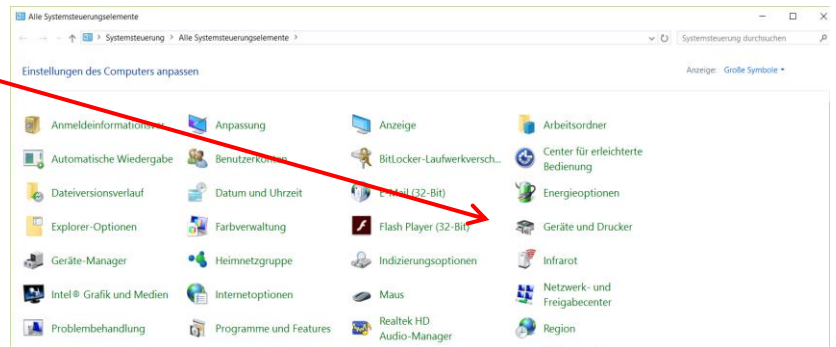 Alle Systemsteuerungselemente
Systemsteuerung > Alle Systemsteuerungselemente >
Systemsteuerung durchsuchen
Einstellungen des Computers anpassen
Anzeige: Große Symbole
Anpassung
Anzeige
Arbeitsordner
Automatische Wiedergabe
Benutzerkonten
BitLocker-Laufwerkversch...
Center für erleichterte
Bedienung
Dateiversionsverlauf
Datum und Uhrzeit
E-Mail (32-Bit)
Energieoptionen
Explorer-Optionen
Farbverwaltung
Flash Player (32-Bit)
Geräte und Drucker
Geräte-Manager
Heimnetzgruppe
Indizierungsoptionen
Infrarot
Intel® Grafik und Medien
Internetoptionen
Maus
Netzwerk- und
Freigabecenter
Problembehandlung
Programme und Features
Realtek HD
Audio-Manager
Region